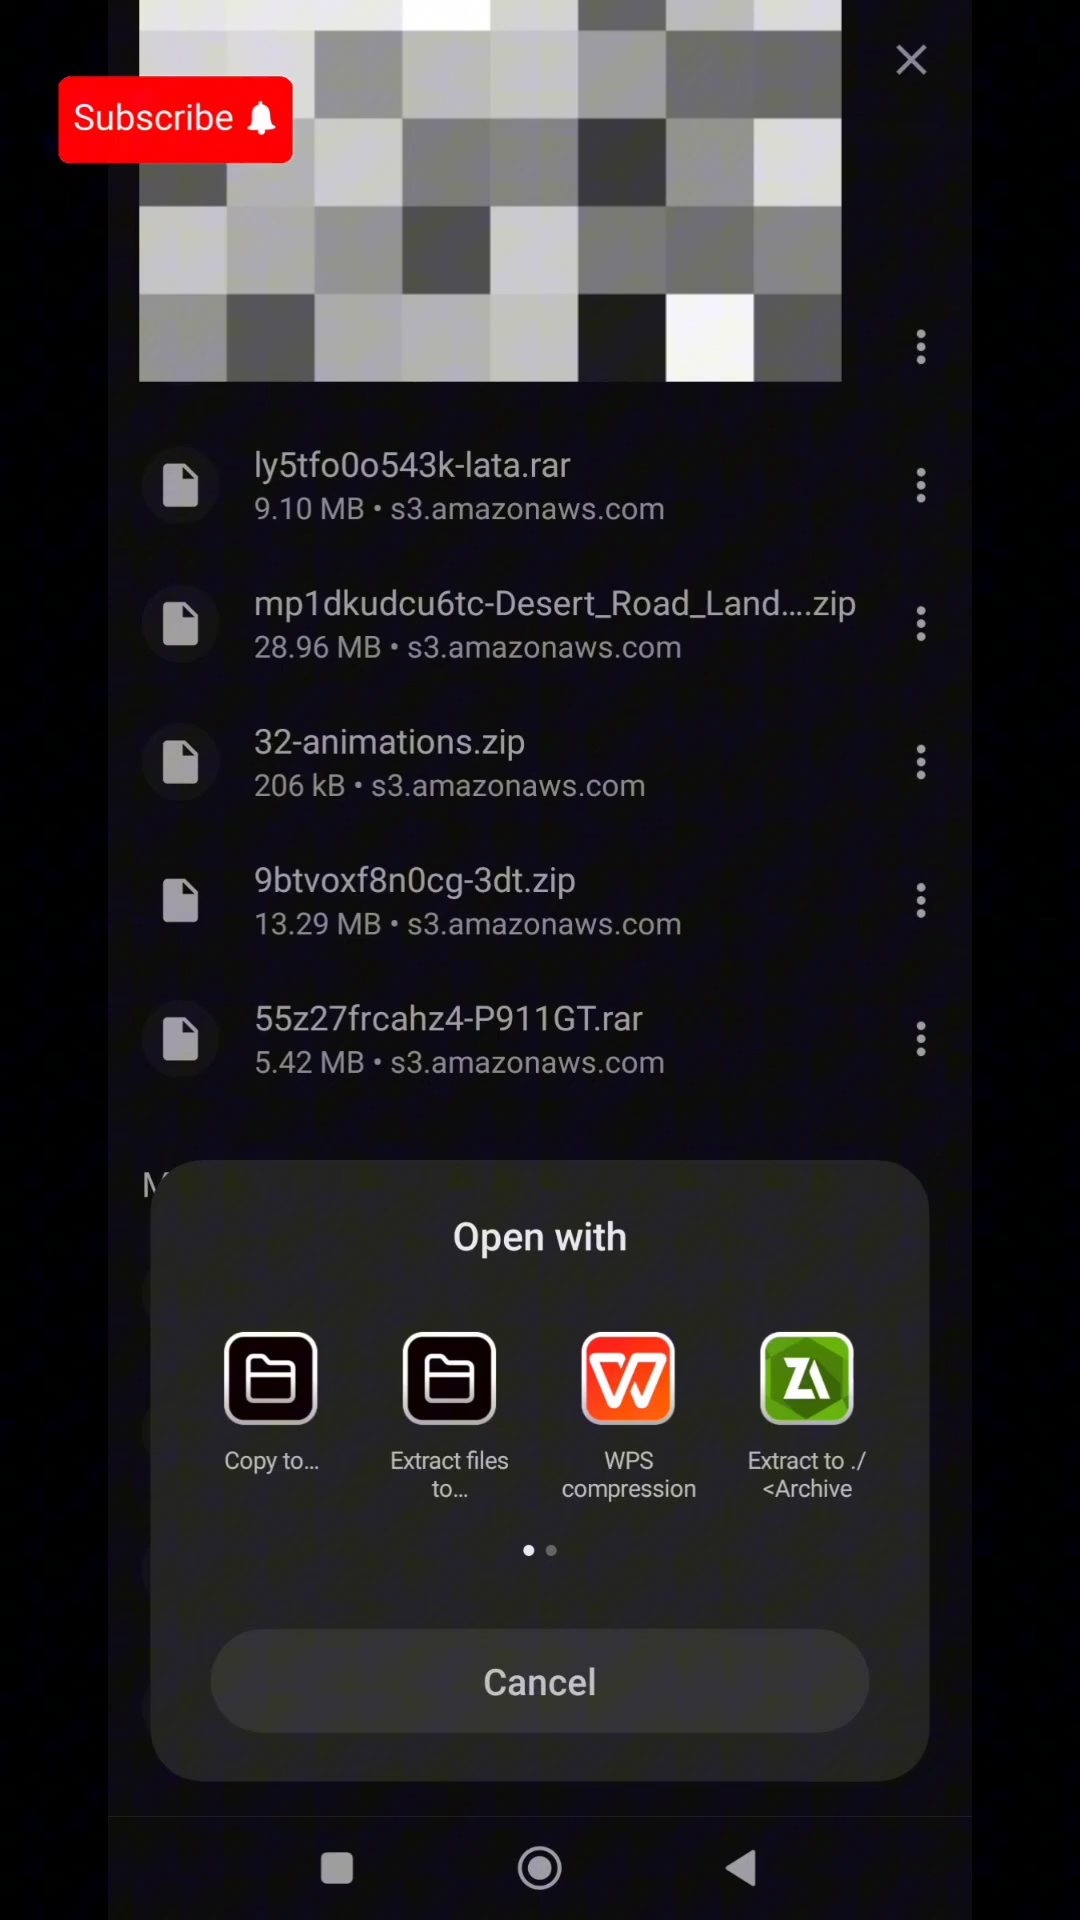 Subscribe
ly5tfo0o543k-lata.rar
9.10 MB • s3.amazonaws.com
mp1dkudcu6tc-Desert_Road_Land....zip
28.96 MB • s3.amazonaws.com
32-animations.zip
206 kB • s3.amazonaws.com
9btvoxf8n0cg-3dt.zip
13.29 MB • s3.amazonaws.com
55z27frcahz4-P911GT.rar
5.42 MB • s3.amazonaws.com
Open with
Copy to...
Extract files
to...
WPS
compression
Extract to ./
<Archive
Cancel